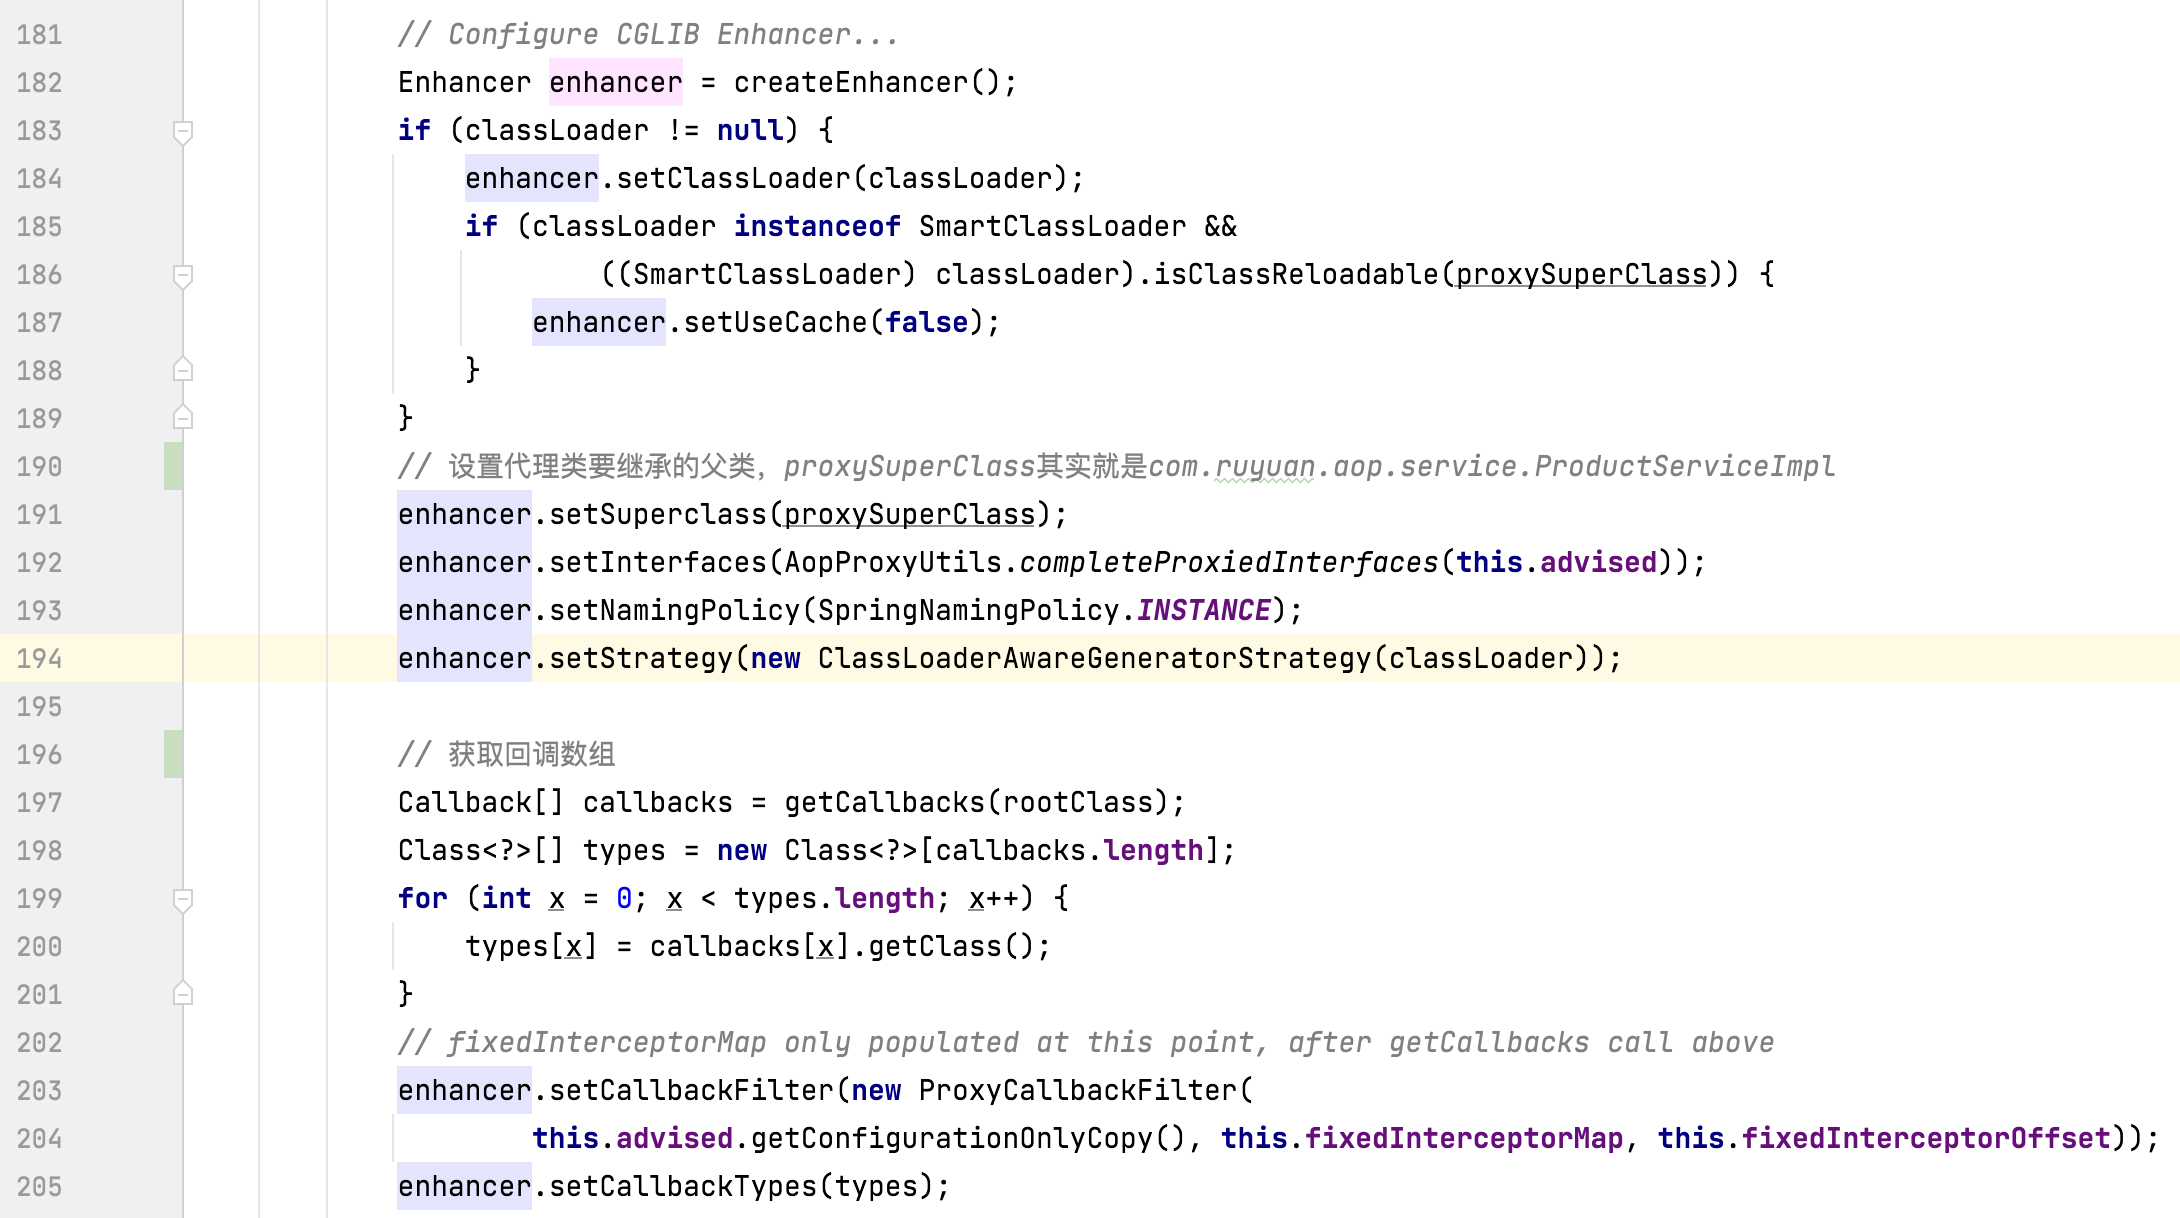 181 // Configure CGLIB Enhancer...
182 Enhancer enhancer = createEnhancer();
183 if (classLoader != null) {
184 enhancer.setClassLoader(classLoader);
185 if (classLoader instanceof SmartClassLoader &&
186 ((SmartClassLoader) classLoader).isClassReloadable(proxySuperClass)) {
187 enhancer.setUseCache(false);
188 }
189 }
190 // 设置代理类要继承的父类，proxySuperClass其实就是com.ruyuan.aop.service.ProductServiceImpl
191 enhancer.setSuperclass(proxySuperClass);
192 enhancer.setInterfaces(AopProxyUtils.completeProxiedInterfaces(this.advised));
193 enhancer.setNamingPolicy(SpringNamingPolicy.INSTANCE);
194 enhancer.setStrategy(new ClassLoaderAwareGeneratorStrategy(classLoader));
195
196 // 获取回调数组
197 Callback[] callbacks = getCallbacks(rootClass);
198 Class<?>[] types = new Class<?>[callbacks.length];
199 for (int x = 0; x < types.length; x++) {
200 types[x] = callbacks[x].getClass();
201 }
202 // fixedInterceptorMap only populated at this point, after getCallbacks call above
203 enhancer.setCallbackFilter(new ProxyCallbackFilter(
204 this.advised.getConfigurationOnlyCopy(), this.fixedInterceptorMap, this.fixedInterceptorOffset));
205 enhancer.setCallbackTypes(types);